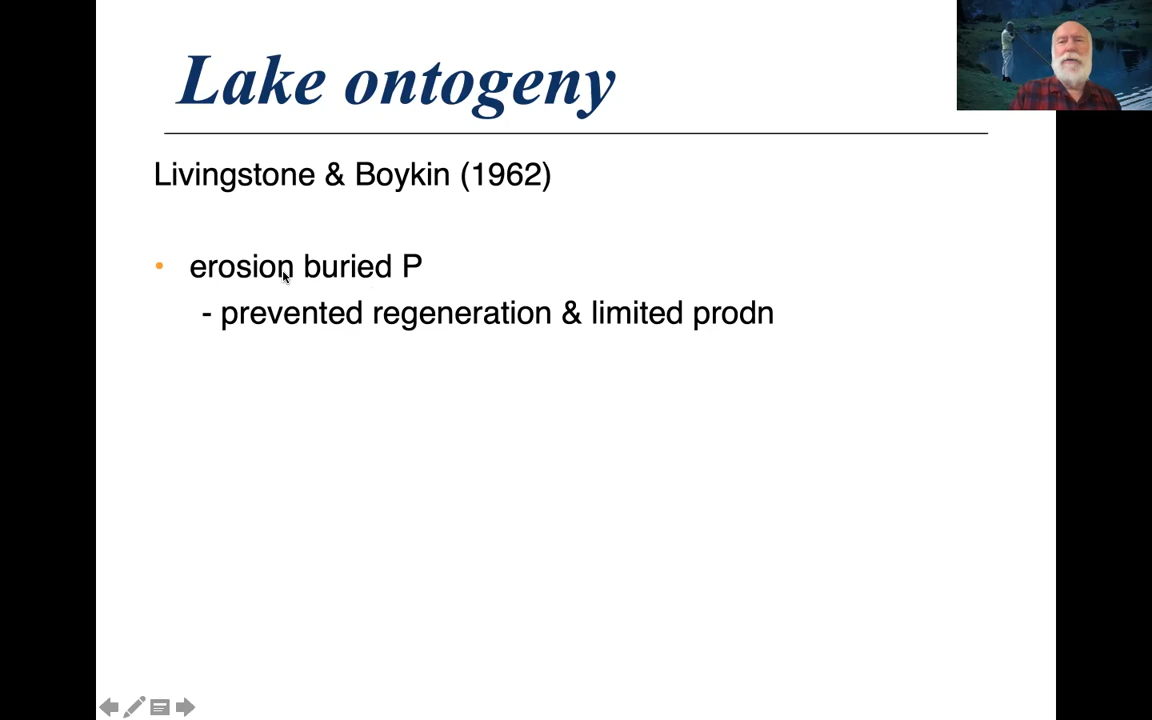 Lake ontogeny
Livingstone & Boykin (1962)
• erosion buried P
- prevented regeneration & limited prodn